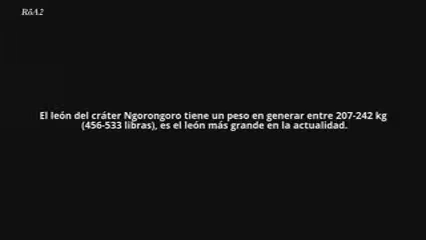 RöA2
El león del cráter Ngorongoro tiene un peso en generar entre 207-242 kg
(456-533 libras), es el león más grande en la actualidad.